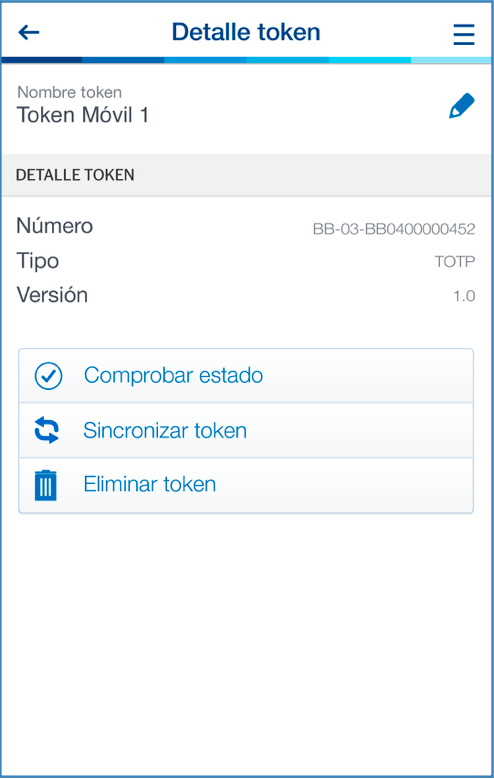 Detalle token
Nombre token
Token Móvil 1
DETALLE TOKEN
Número BB-03-BB0400000452
Tipo TOTP
Versión 1.0
Comprobar estado
Sincronizar token
Eliminar token